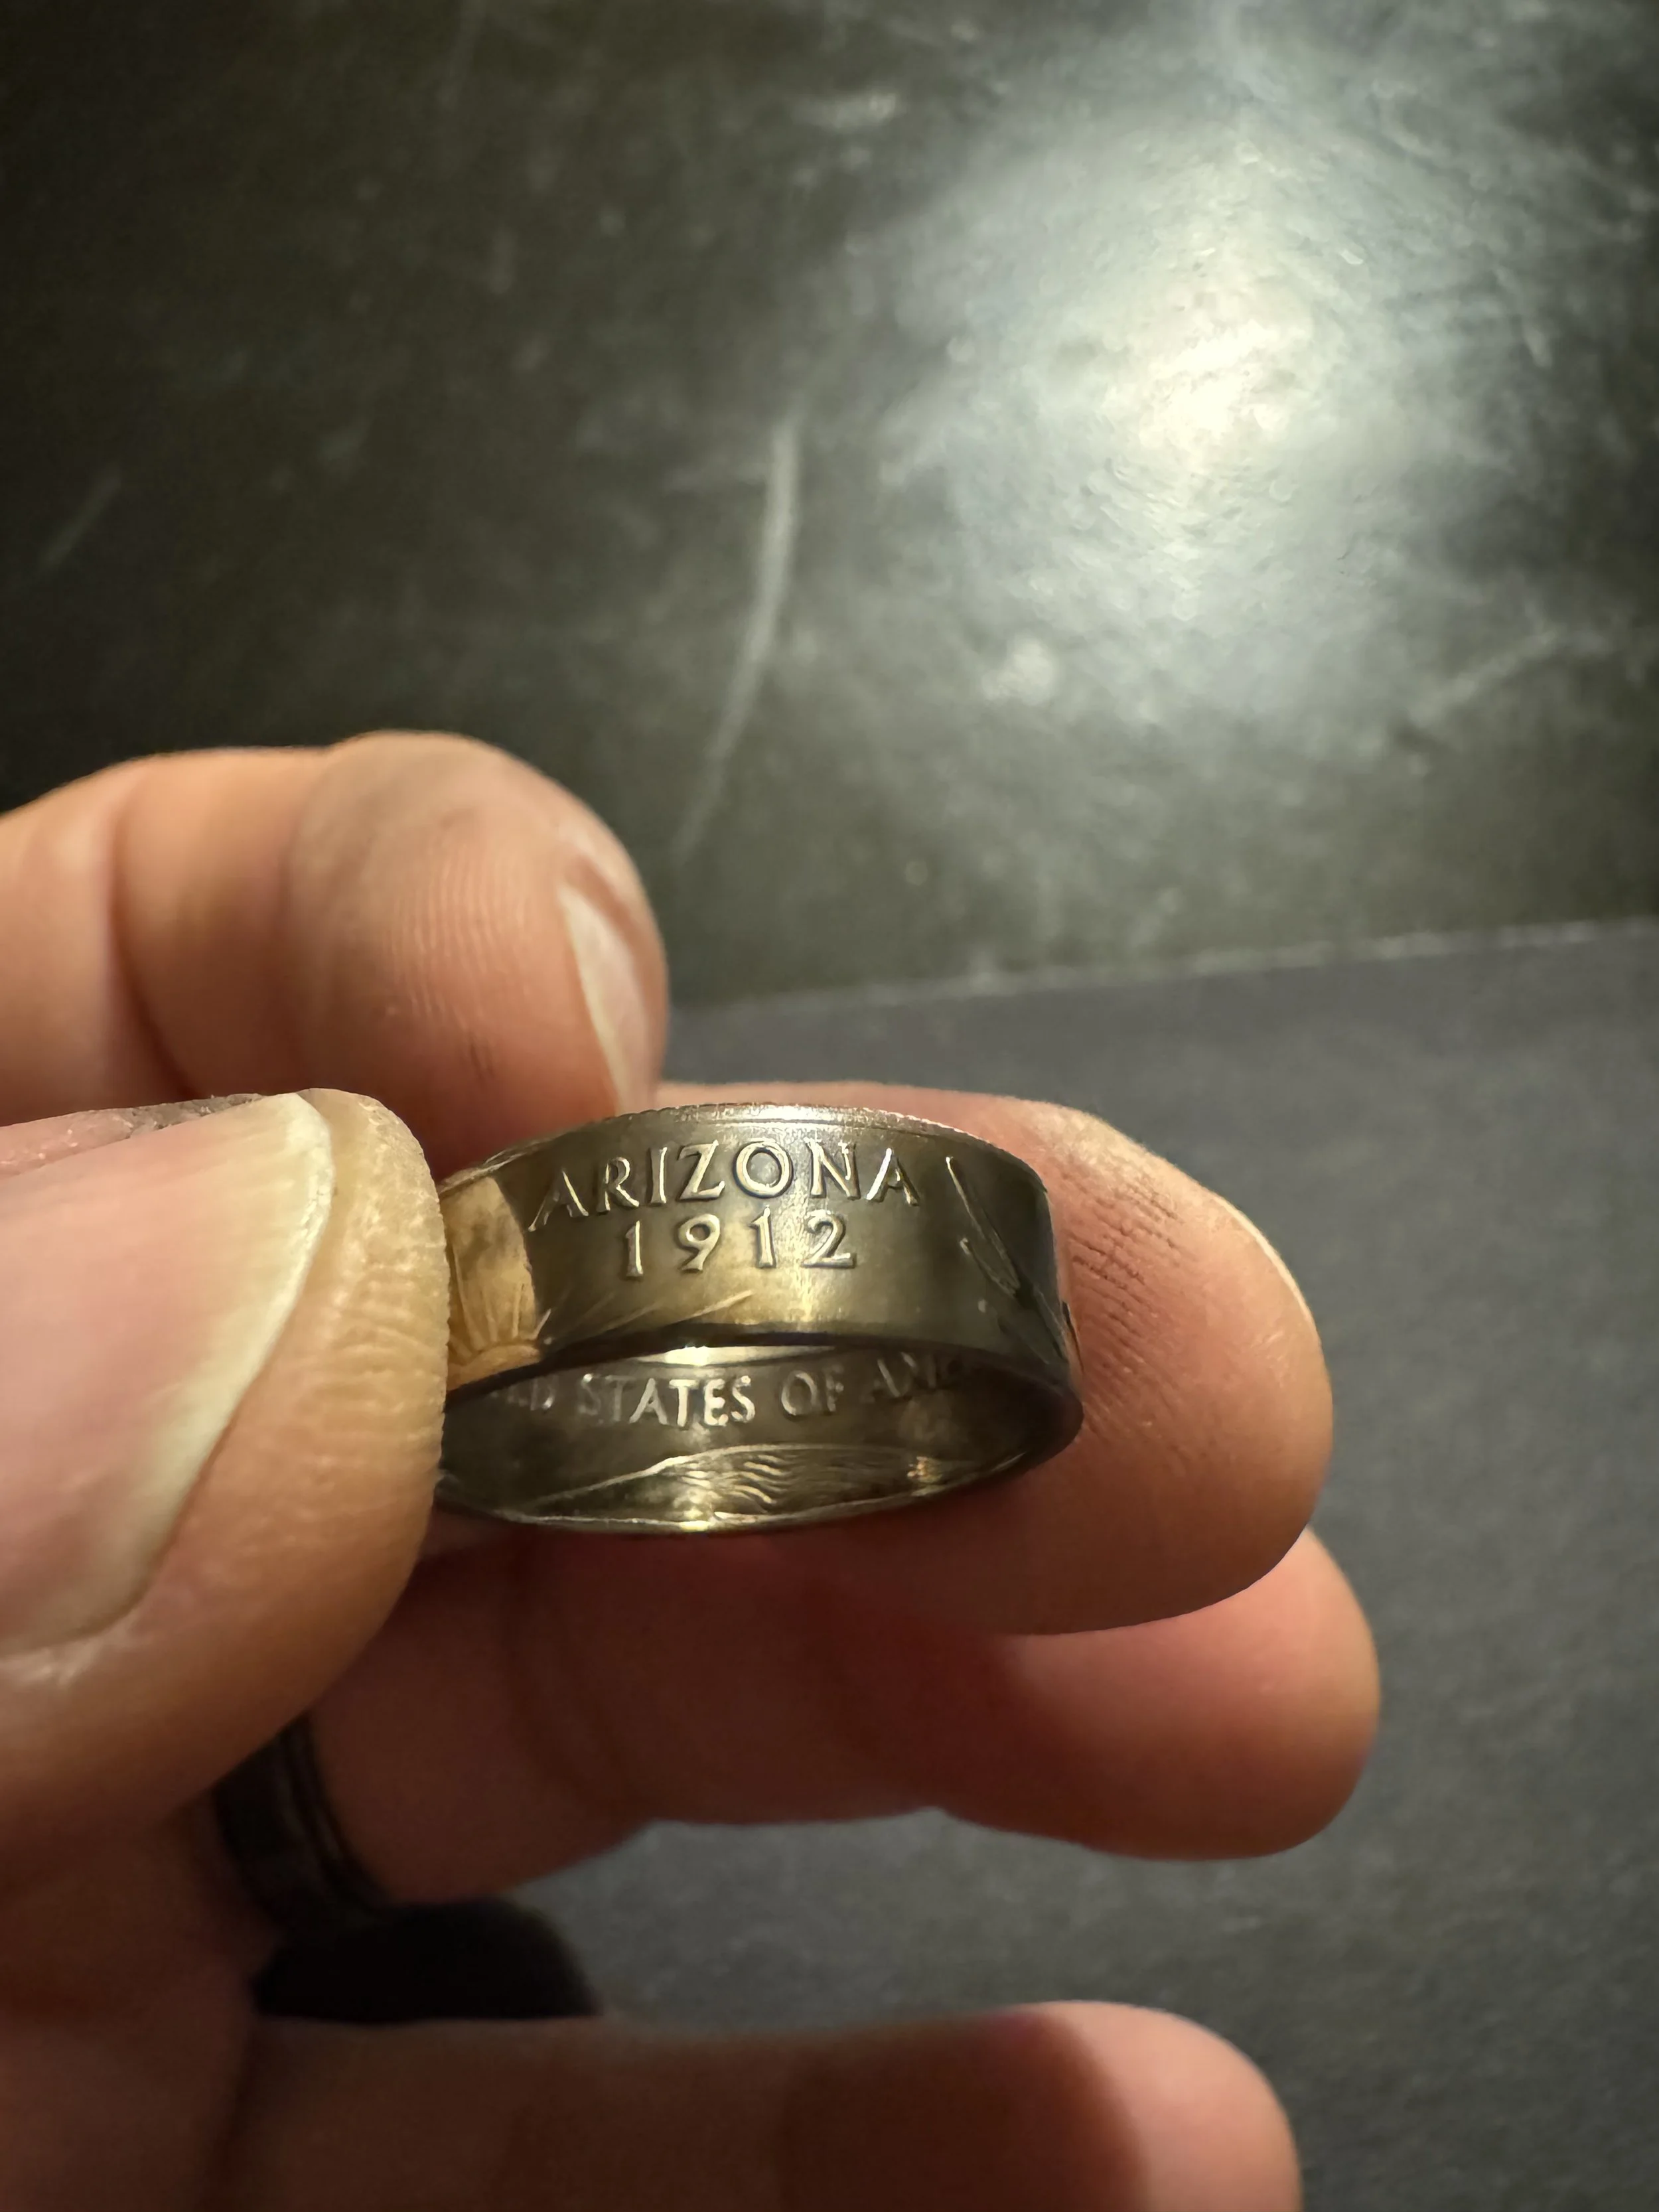 ARIZONA
1912
STATES OF